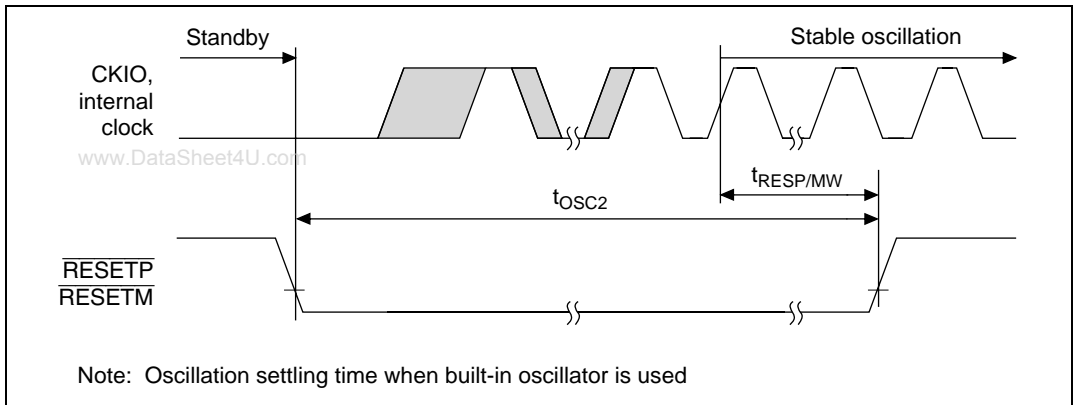 Standby
Stable oscillation
CKIO,
internal
clock
www.DataSheet4U.com
tRESP/MW
tOSC2
RESETP
RESETM
Note: Oscillation settling time when built-in oscillator is used